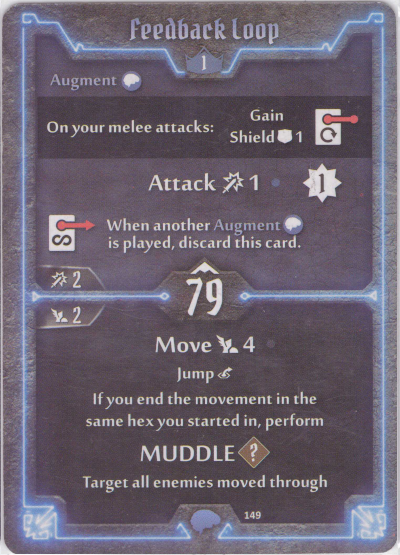 Feedback Loop
1
Augment
On your melee attacks: Gain
Shield 1
Attack 1
1
When another Augment
is played, discard this card.
2
79
2
Move 4
Jump
If you end the movement in the
same hex you started in, perform
MUDDLE ?
Target all enemies moved through
149